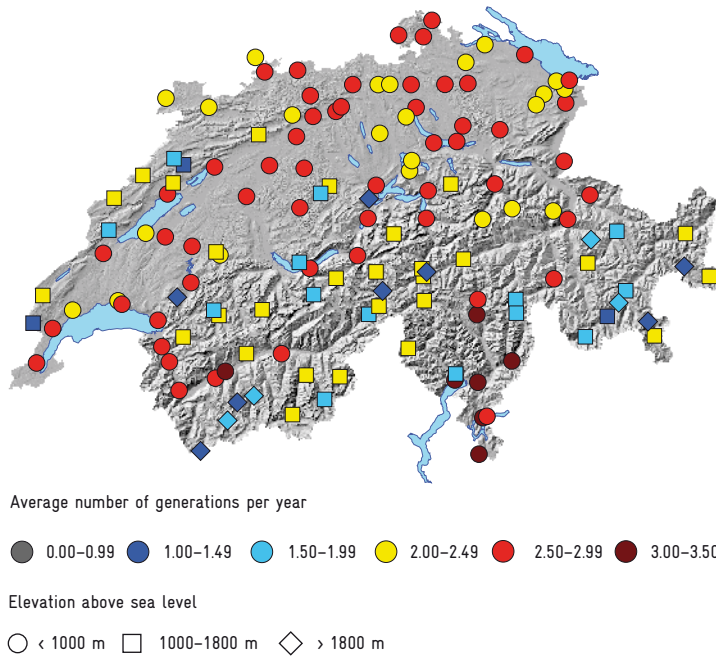 Average number of generations per year
0.00–0.99 1.00–1.49 1.50–1.99 2.00–2.49 2.50–2.99 3.00–3.50
Elevation above sea level
< 1000 m 1000–1800 m > 1800 m